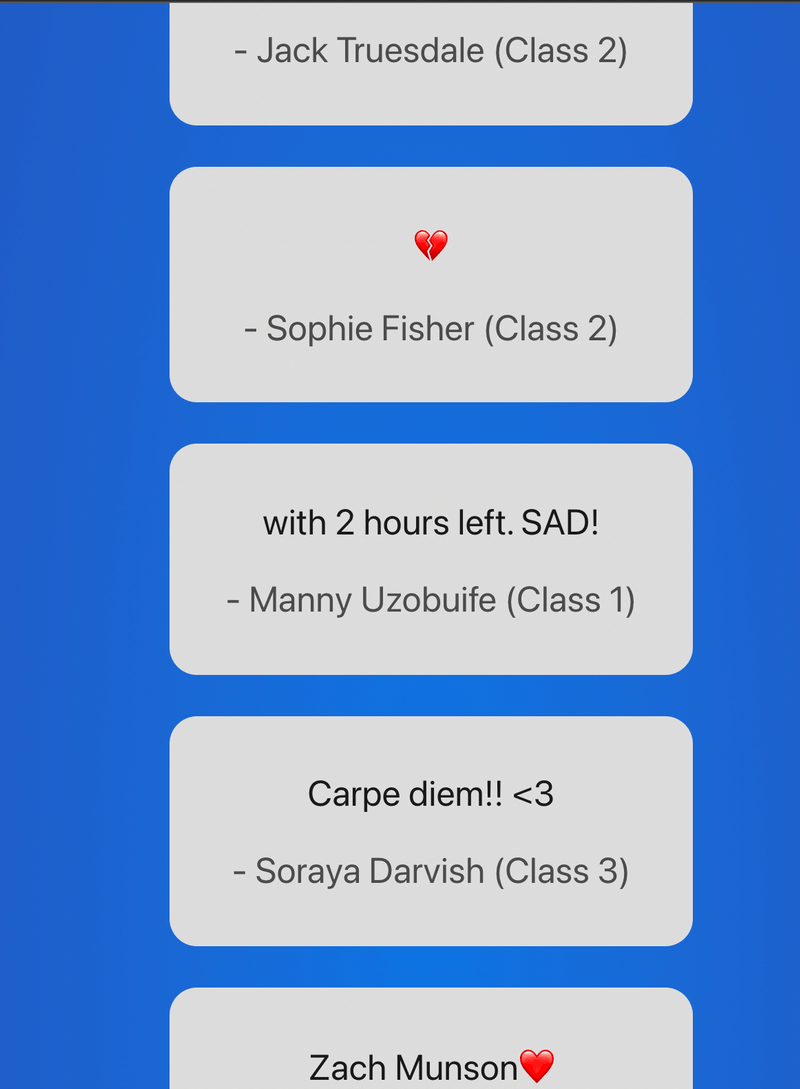 - Jack Truesdale (Class 2)
💔
- Sophie Fisher (Class 2)
with 2 hours left. SAD!
- Manny Uzobuife (Class 1)
Carpe diem!! <3
- Soraya Darvish (Class 3)
Zach Munson❤️